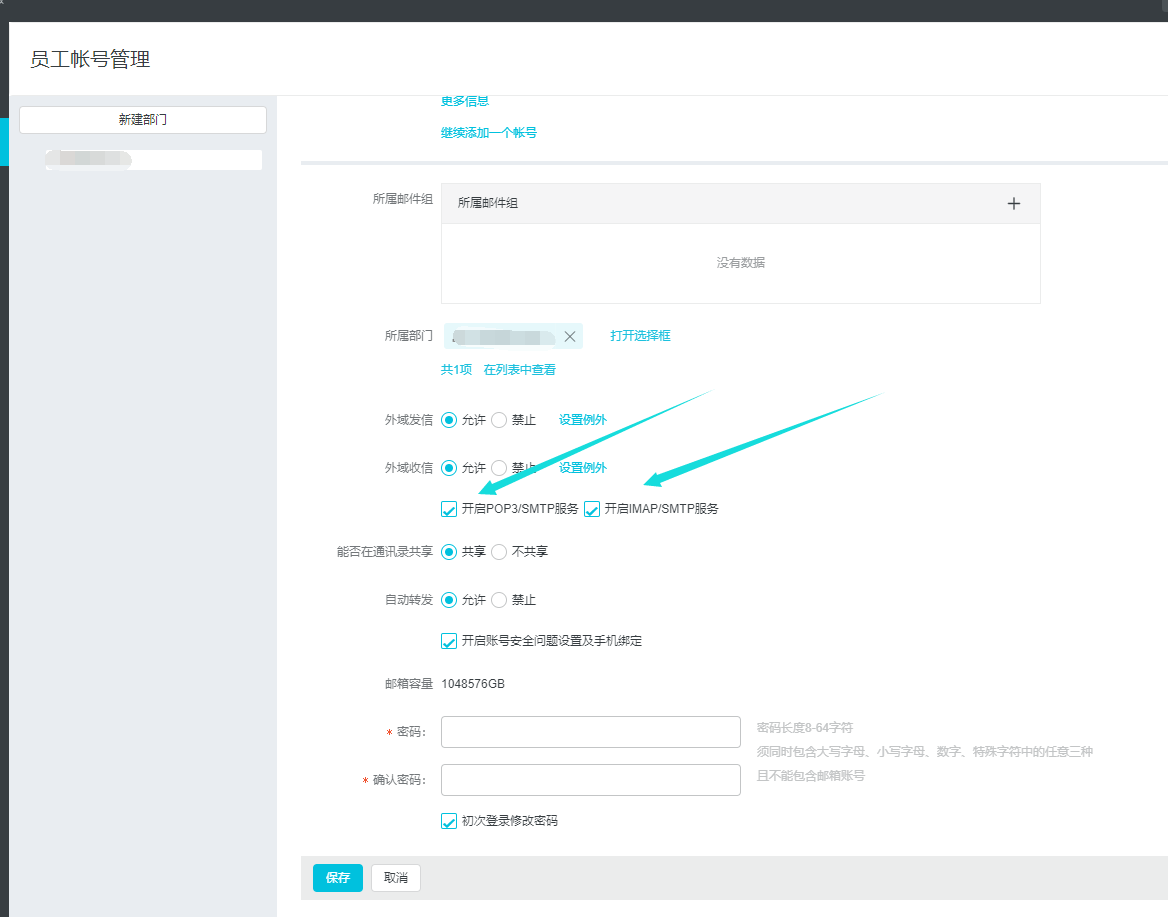 员工帐号管理
新建部门
更多信息
继续添加一个帐号
所属邮件组
所属邮件组
没有数据
所属部门 打开选择框
共1项 在列表中查看
外域发信 允许 禁止 设置例外
外域收信 允许 禁止 设置例外
开启POP3/SMTP服务 开启IMAP/SMTP服务
能否在通讯录共享 共享 不共享
自动转发 允许 禁止
开启账号安全问题设置及手机绑定
邮箱容量 1048576GB
* 密码: 密码长度8-64字符
须同时包含大写字母、小写字母、数字、特殊字符中的任意三种
* 确认密码: 且不能包含邮箱账号
初次登录修改密码
保存 取消